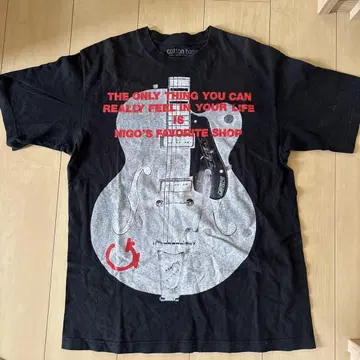 THE ONLY THING YOU CAN
REALLY FEEL IN YOUR LIFE
IS
NIGO'S FAVORITE SHOP